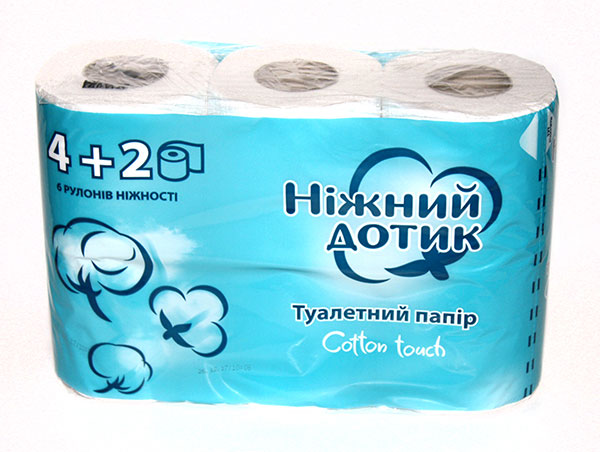 4+2
6 РУЛОНІВ НІЖНОСТІ
Ніжний
дотик
Туалетний папір
Cotton touch